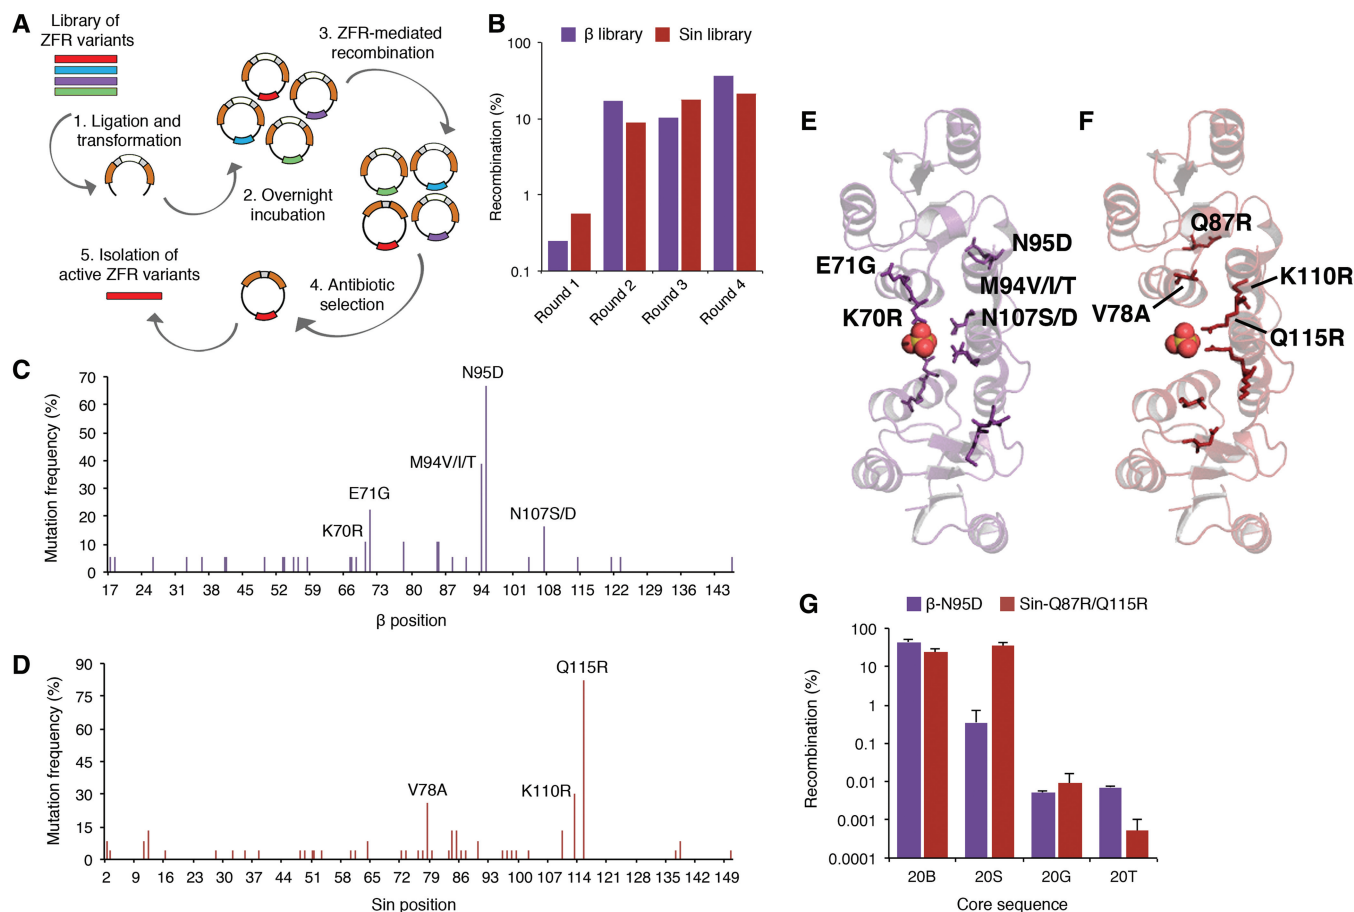 A
Library of
ZFR variants
1. Ligation and
transformation
2. Overnight
incubation
3. ZFR-mediated
recombination
4. Antibiotic
selection
5. Isolation of
active ZFR variants
B
β library
Sin library
Recombination (%)
100
10
1
0.1
Round 1
Round 2
Round 3
Round 4
C
Mutation frequency (%)
70
60
50
40
30
20
10
0
K70R
E71G
M94V/I/T
N95D
N107S/D
17 24 31 38 45 52 59 66 73 80 87 94 101 108 115 122 129 136 143
β position
D
Mutation frequency (%)
90
75
60
45
30
15
0
V78A
K110R
Q115R
2 9 16 23 30 37 44 51 58 65 72 79 86 93 100 107 114 121 128 135 142 149
Sin position
E
N95D
E71G
M94V/I/T
K70R
N107S/D
F
Q87R
K110R
V78A
Q115R
G
β-N95D
Sin-Q87R/Q115R
Recombination (%)
100
10
1
0.1
0.01
0.001
0.0001
20B 20S 20G 20T
Core sequence